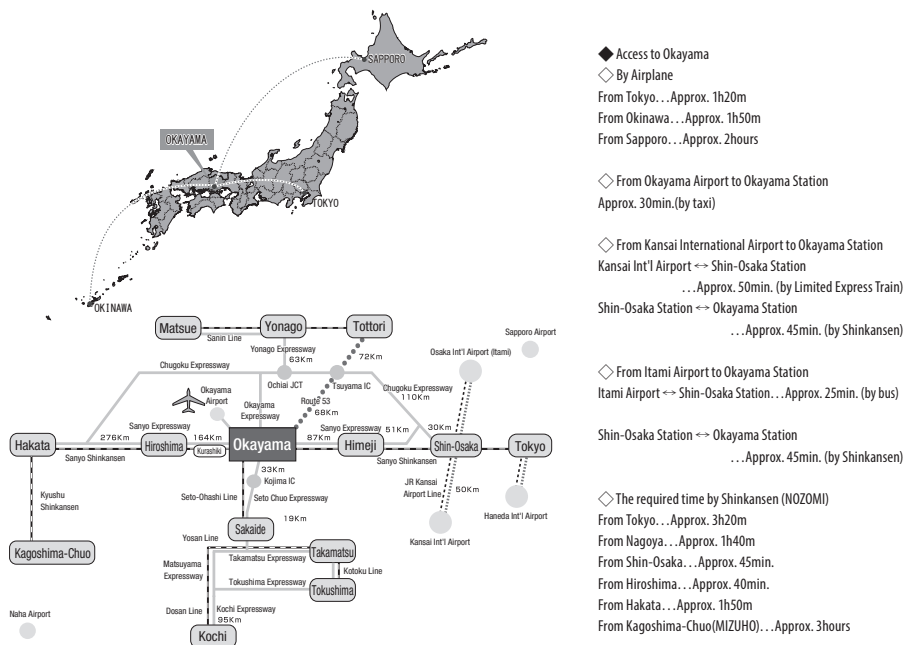 SAPPORO
OKAYAMA
TOKYO
OKINAWA
Matsue
Yonago
Tottori
Sanin Line
Yonago Expressway
63Km
72Km
Sapporo Airport
Osaka Int'l Airport (Itami)
Chugoku Expressway
Ochiai JCT
Tsuyama IC
Chugoku Expressway
110Km
Okayama
Airport
Okayama
Expressway
Route 53
68Km
Sanyo Expressway
276Km
164Km
Sanyo Expressway
51Km
30Km
87Km
Hakata
Hiroshima
Kurashiki
Okayama
Himeji
Shin-Osaka
Tokyo
Sanyo Shinkansen
Sanyo Shinkansen
33Km
Kojima IC
Kyushu
Shinkansen
Seto-Ohashi Line
Seto Chuo Expressway
JR Kansai
Airport Line
50Km
Haneda Int'l Airport
Kansai Int'l Airport
19Km
Sakaide
Yosan Line
Kagoshima-Chuo
Matsuyama
Expressway
Takamatsu Expressway
Takamatsu
Kotoku Line
Tokushima Expressway
Tokushima
Dosan Line
Kochi Expressway
95Km
Kochi
Naha Airport
◆ Access to Okayama
◇ By Airplane
From Tokyo…Approx. 1h20m
From Okinawa…Approx. 1h50m
From Sapporo…Approx. 2hours
◇ From Okayama Airport to Okayama Station
Approx. 30min.(by taxi)
◇ From Kansai International Airport to Okayama Station
Kansai Int'l Airport ↔ Shin-Osaka Station
…Approx. 50min. (by Limited Express Train)
Shin-Osaka Station ↔ Okayama Station
…Approx. 45min. (by Shinkansen)
◇ From Itami Airport to Okayama Station
Itami Airport ↔ Shin-Osaka Station…Approx. 25min. (by bus)
Shin-Osaka Station ↔ Okayama Station
…Approx. 45min. (by Shinkansen)
◇ The required time by Shinkansen (NOZOMI)
From Tokyo…Approx. 3h20m
From Nagoya…Approx. 1h40m
From Shin-Osaka…Approx. 45min.
From Hiroshima…Approx. 40min.
From Hakata…Approx. 1h50m
From Kagoshima-Chuo(MIZUHO)…Approx. 3hours